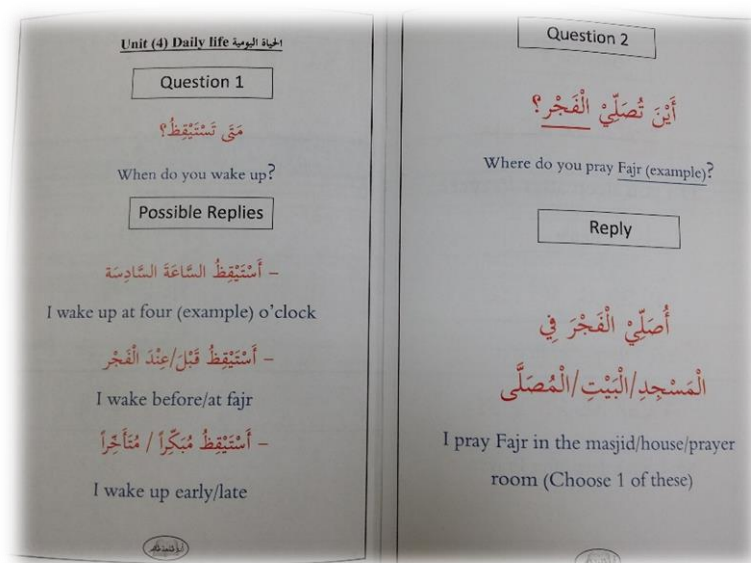 Unit (4) Daily life الحياة اليومية
Question 1
مَتَى تَسْتَيْقِظُ؟
When do you wake up?
Possible Replies
– أَسْتَيْقِظُ السَّاعَةَ السَّادِسَة
I wake up at four (example) o’clock
– أَسْتَيْقِظُ قَبْلَ/عِنْدَ الْفَجْر
I wake before/at fajr
– أَسْتَيْقِظُ مُبَكِّراً / مُتَأَخِّراً
I wake up early/late
Question 2
أَيْنَ تُصَلِّيْ الْفَجْر؟
Where do you pray Fajr (example)?
Reply
أُصَلِّيْ الْفَجْرَ فِي
الْمَسْجِدِ/الْبَيْتِ/الْمُصَلَّى
I pray Fajr in the masjid/house/prayer
room (Choose 1 of these)